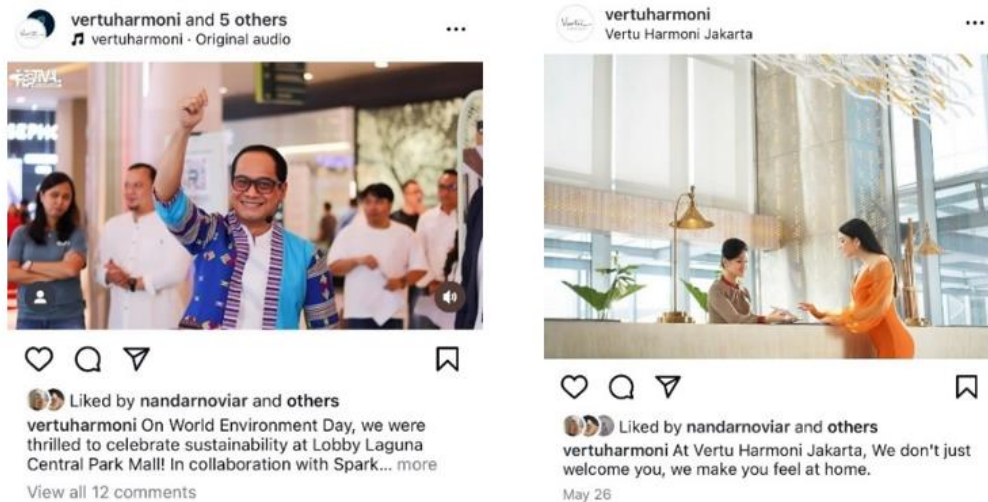 vertuharmoni and 5 others
vertuharmoni · Original audio
SEPHO
Liked by nandarnoviar and others
vertuharmoni On World Environment Day, we were
thrilled to celebrate sustainability at Lobby Laguna
Central Park Mall! In collaboration with Spark... more
View all 12 comments
Vertu
vertuharmoni
Vertu Harmoni Jakarta
Liked by nandarnoviar and others
vertuharmoni At Vertu Harmoni Jakarta, We don't just
welcome you, we make you feel at home.
May 26